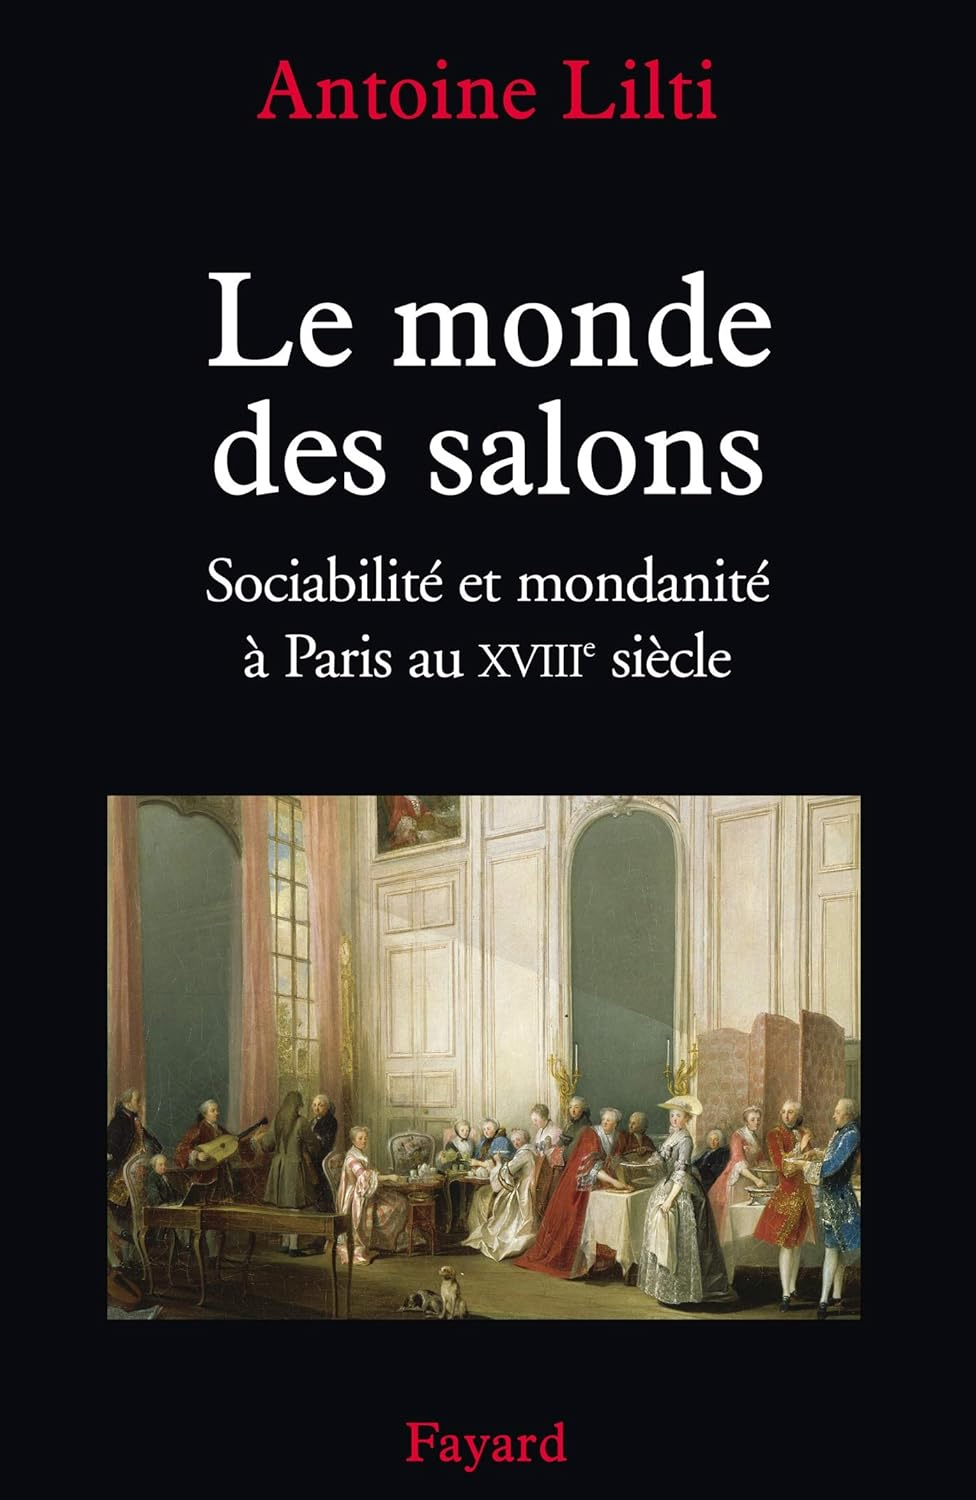 Antoine Lilti
Le monde
des salons
Sociabilité et mondanité
à Paris au XVIIIe siècle
Fayard